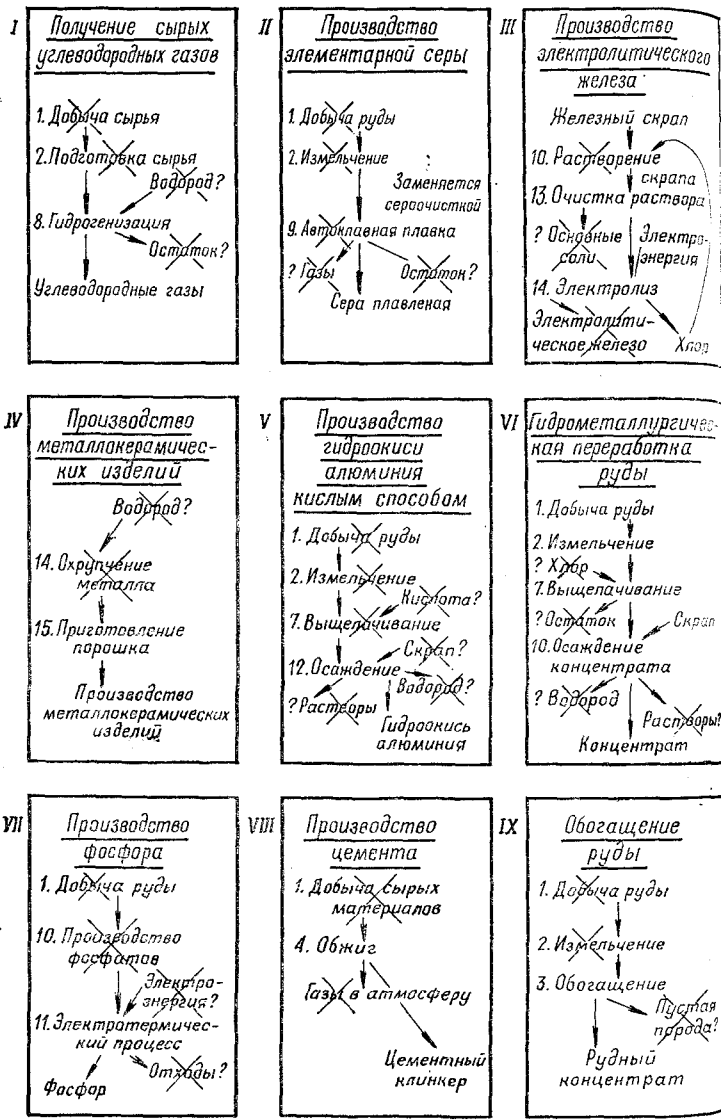 I
Получение сырых
углеводородных газов
1. Добыча сырья
2. Подготовка сырья
Водород?
8. Гидрогенизация
Остаток?
Углеводородные газы
II
Производство
элементарной серы
1. Добыча руды
2. Измельчение
Заменяется
сероочисткой
9. Автоклавная плавка
? Газы
Остаток?
Сера плавленая
III
Производство
электролитического
железа
Железный скрап
10. Растворение
скрапа
13. Очистка раствора
? Основные
соли
Электро-
энергия
14. Электролиз
Электролити-
ческое железо
Хлор
IV
Производство
металлокерамичес-
ких изделий
Водород?
14. Охрупчение
металла
15. Приготовление
порошка
Производство
металлокерамических
изделий
V
Производство
гидроокиси
алюминия
кислым способом
1. Добыча руды
2. Измельчение
Кислота?
7. Выщелачивание
Скрап?
12. Осаждение
Водород?
? Растворы
Гидроокись
алюминия
VI
Гидрометаллургичес-
кая переработка
руды
1. Добыча руды
2. Измельчение
? Хлор
7. Выщелачивание
? Остаток
Скрап
10. Осаждение
концентрата
? Водород
Растворы?
Концентрат
VII
Производство
фосфора
1. Добыча руды
10. Производство
фосфатов
Электро-
энергия?
11. Электротермичес-
кий процесс
Отходы?
Фосфор
VIII
Производство
цемента
1. Добыча сырых
материалов
4. Обжиг
Газы в атмосферу
Цементный
клинкер
IX
Обогащение
руды
1. Добыча руды
2. Измельчение
3. Обогащение
Пустая
порода?
Рудный
концентрат